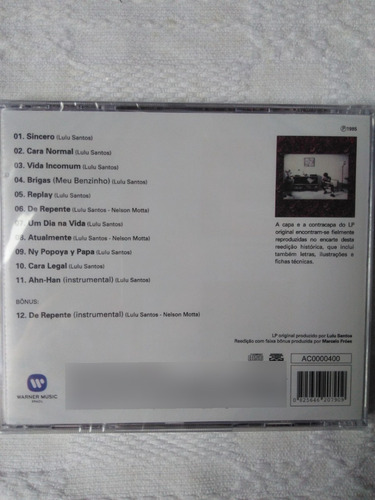 ℗1985
01. Sincero (Lulu Santos)
02. Cara Normal (Lulu Santos)
03. Vida Incomum (Lulu Santos)
04. Brigas (Meu Benzinho) (Lulu Santos)
05. Replay (Lulu Santos)
06. De Repente (Lulu Santos - Nelson Motta)
07. Um Dia na Vida (Lulu Santos)
08. Atualmente (Lulu Santos - Nelson Motta)
09. Ny Popoya y Papa (Lulu Santos)
10. Cara Legal (Lulu Santos)
11. Ahn-Han (instrumental) (Lulu Santos)
BÔNUS:
12. De Repente (instrumental) (Lulu Santos - Nelson Motta)
A capa e a contracapa do LP
original encontram-se fielmente
reproduzidas no encarte desta
reedição histórica, que inclui
também letras, ilustrações e
fichas técnicas.
LP original produzido por Lulu Santos
Reedição com faixa bônus produzida por Marcelo Fróes
AC0000400
WARNER MUSIC
BRASIL